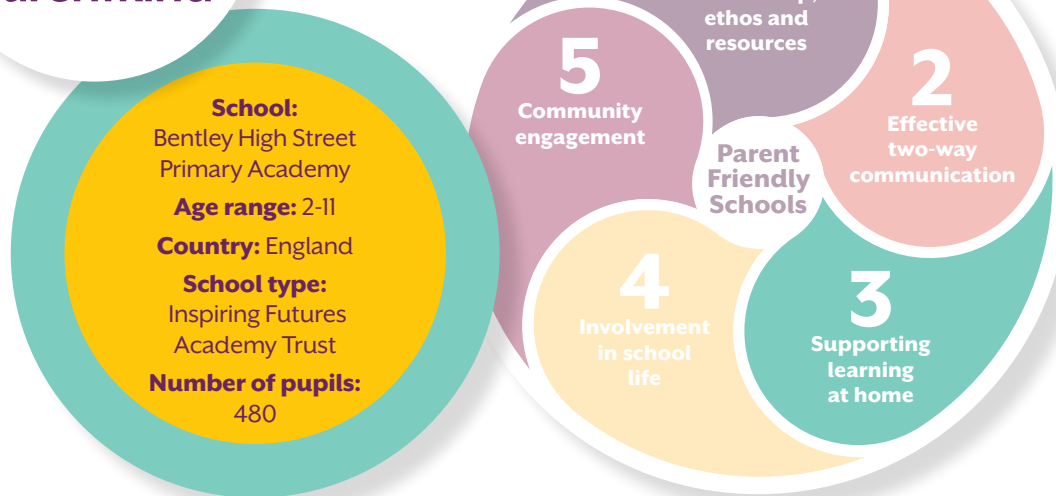 School:
Bentley High Street
Primary Academy
Age range: 2-11
Country: England
School type:
Inspiring Futures
Academy Trust
Number of pupils:
480
ethos and
resources
2
Effective
two-way
communication
3
Supporting
learning
at home
4
Involvement
in school
life
5
Community
engagement
Parent
Friendly
Schools